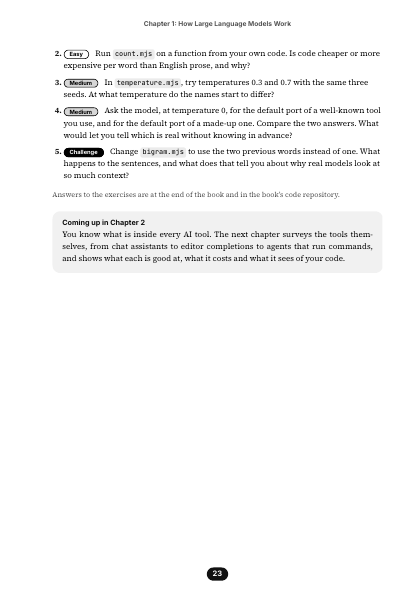 Chapter 1: How Large Language Models Work
2. Easy Run count.mjs on a function from your own code. Is code cheaper or more
expensive per word than English prose, and why?
3. Medium In temperature.mjs, try temperatures 0.3 and 0.7 with the same three
seeds. At what temperature do the names start to differ?
4. Medium Ask the model, at temperature 0, for the default port of a well-known tool
you use, and for the default port of a made-up one. Compare the two answers. What
would let you tell which is real without knowing in advance?
5. Challenge Change bigram.mjs to use the two previous words instead of one. What
happens to the sentences, and what does that tell you about why real models look at
so much context?
Answers to the exercises are at the end of the book and in the book's code repository.
Coming up in Chapter 2
You know what is inside every AI tool. The next chapter surveys the tools them-
selves, from chat assistants to editor completions to agents that run commands,
and shows what each is good at, what it costs and what it sees of your code.
23